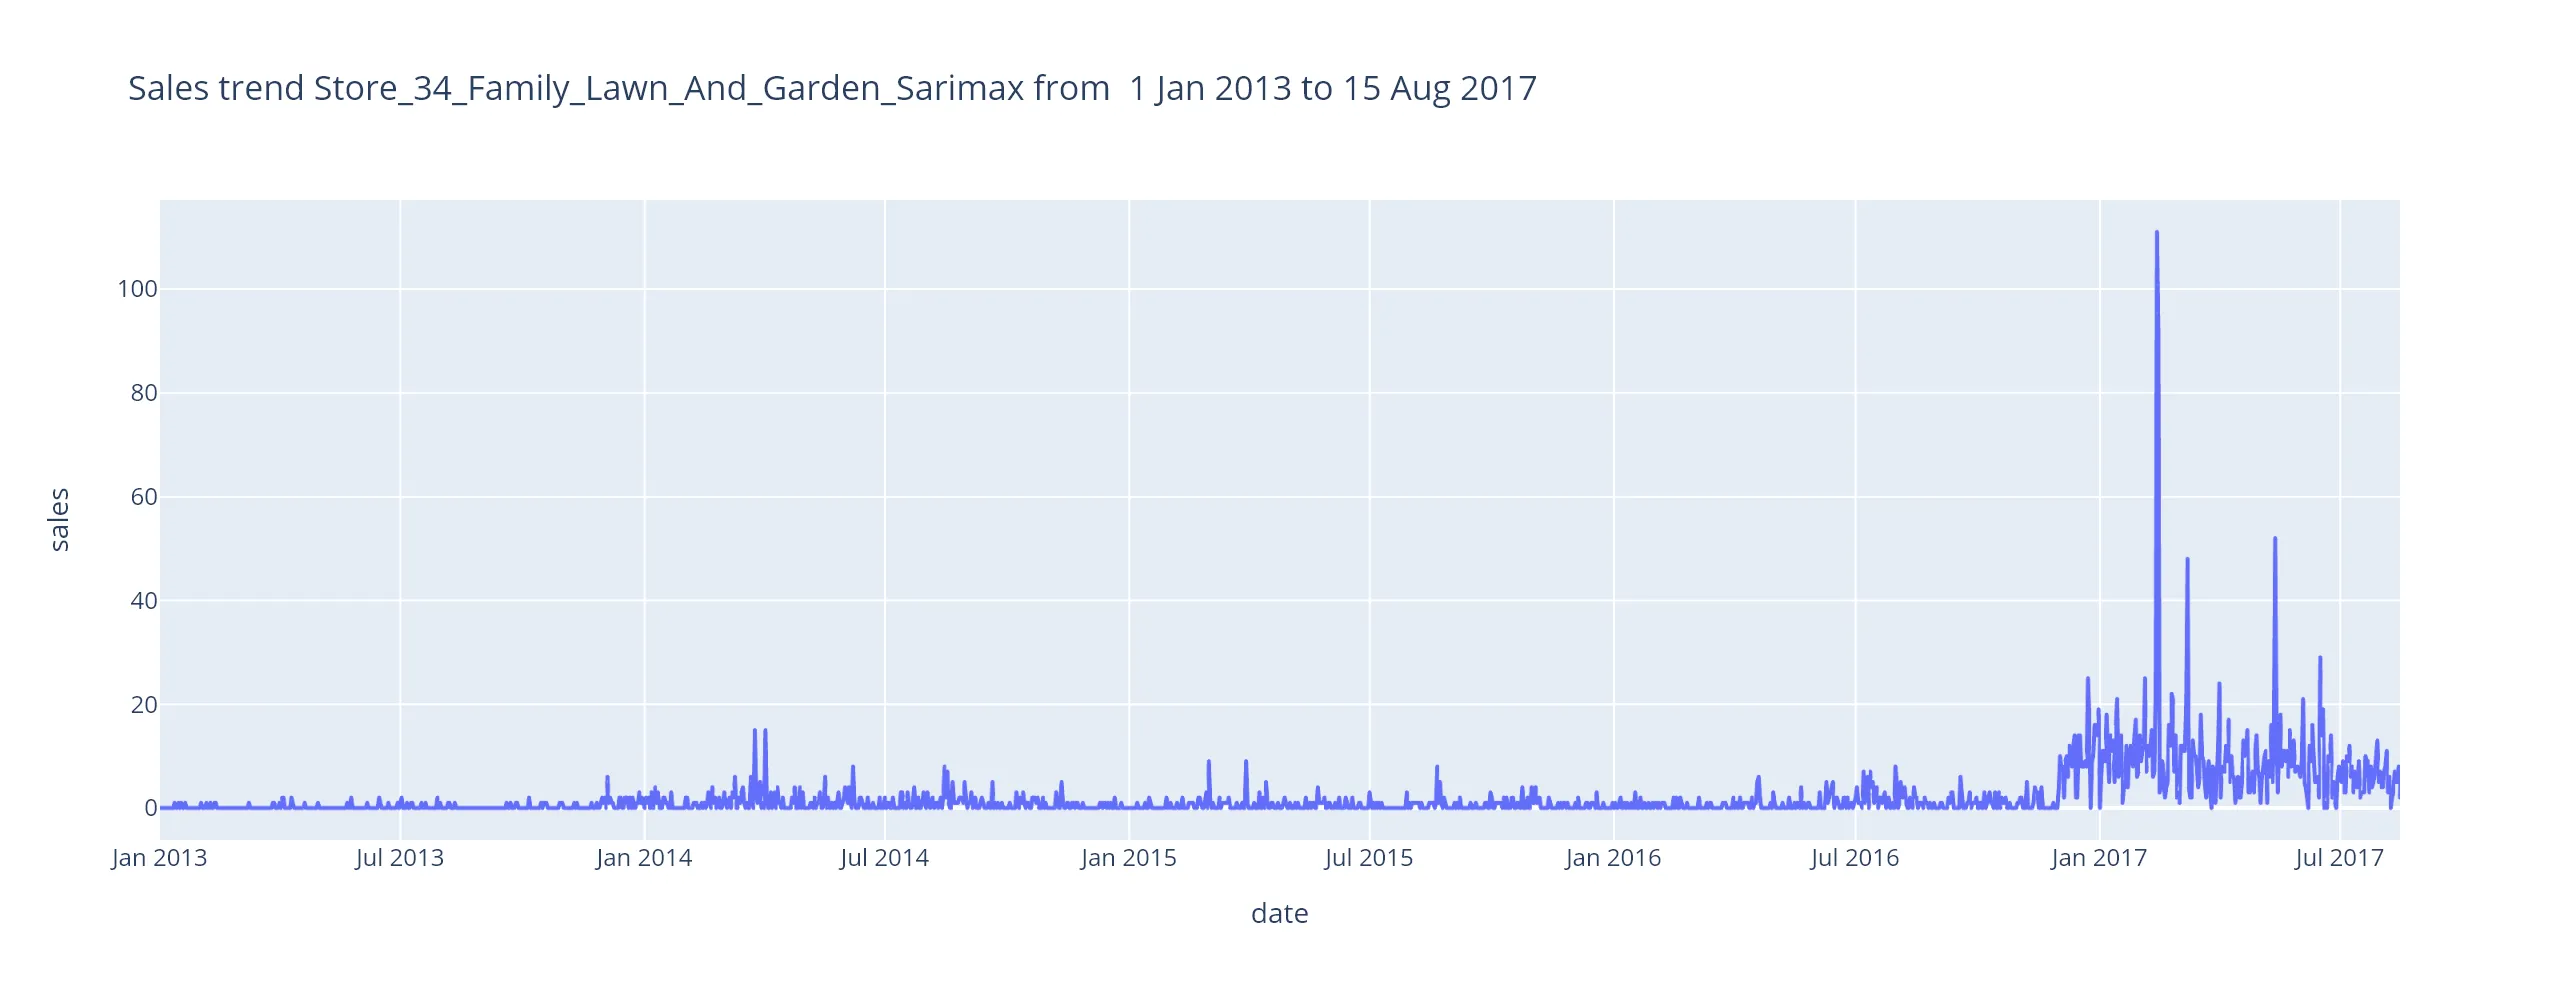 Sales trend Store_34_Family_Lawn_And_Garden_Sarimax from  1 Jan 2013 to 15 Aug 2017
100
80
60
40
20
0
sales
Jan 2013 Jul 2013 Jan 2014 Jul 2014 Jan 2015 Jul 2015 Jan 2016 Jul 2016 Jan 2017 Jul 2017
date